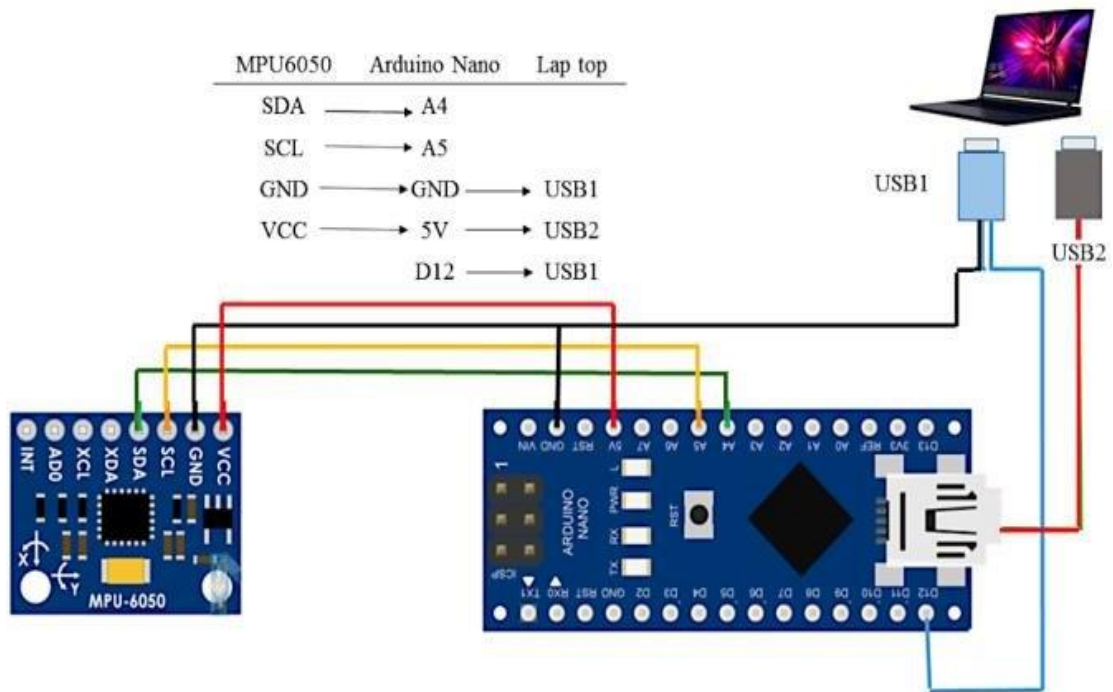 MPU6050 Arduino Nano Lap top
SDA → A4
SCL → A5
GND → GND → USB1
VCC → 5V → USB2
D12 → USB1
USB1
USB2
INT AD0 XCL XDA SDA SCL GND VCC
X
Y
MPU-6050
VIN GND RST 5V A7 A6 A5 A4 A3 A2 A1 A0 REF 3V3 D13
1
L
PWR
RX
TX
ARDUINO
NANO
RST
ICSP
TX1 RX0 RST GND D2 D3 D4 D5 D6 D7 D8 D9 D10 D11 D12